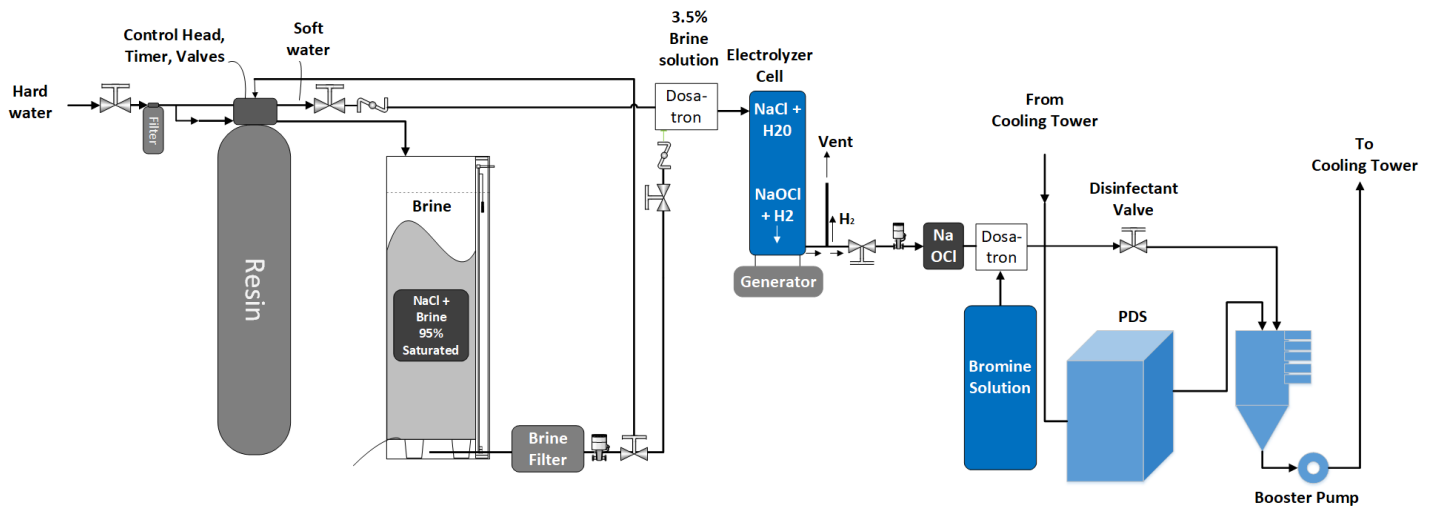 Hard
water
Filter
Control Head,
Timer, Valves
Soft
water
Resin
Brine
NaCl +
Brine
95%
Saturated
Brine
Filter
3.5%
Brine
solution
Dosa-
tron
Electrolyzer
Cell
NaCl +
H20
NaOCl
+ H2
Generator
Vent
H2
Na
OCl
Dosa-
tron
Bromine
Solution
From
Cooling Tower
Disinfectant
Valve
PDS
To
Cooling Tower
Booster Pump